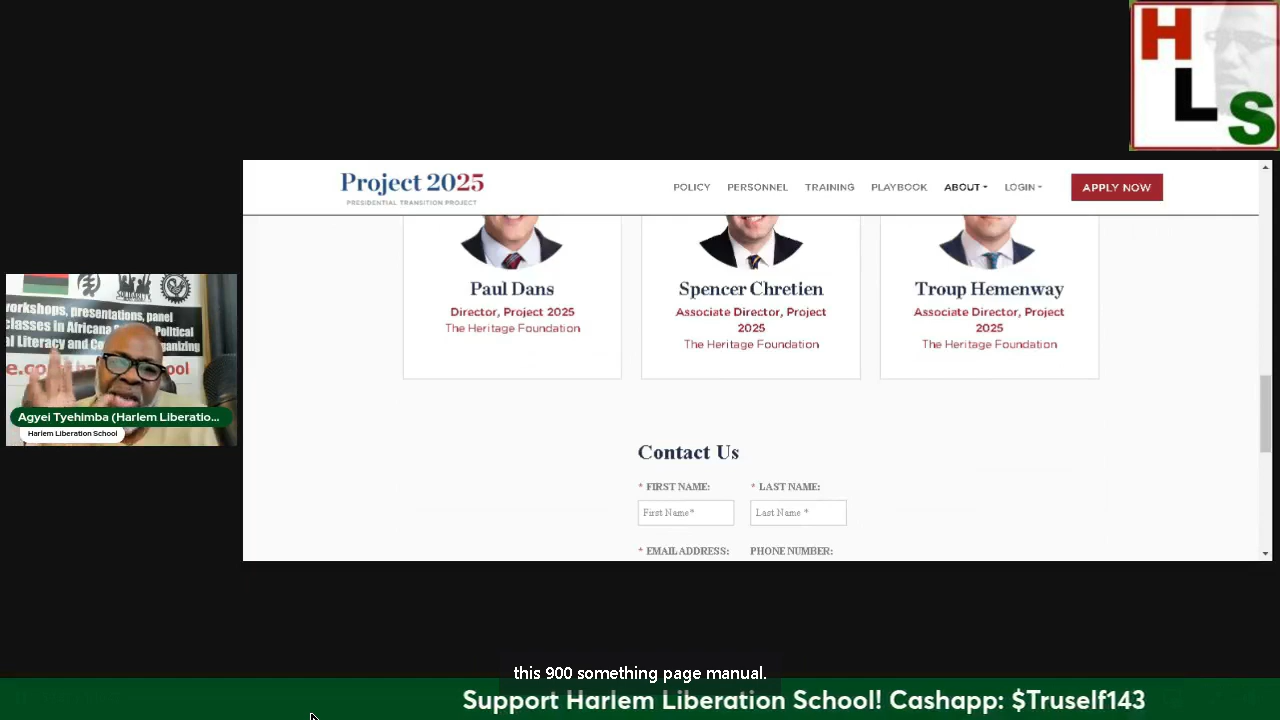 H
L
S
Project 2025
PRESIDENTIAL TRANSITION PROJECT
POLICY PERSONNEL TRAINING PLAYBOOK ABOUT LOGIN APPLY NOW
Paul Dans
Director, Project 2025
The Heritage Foundation
Spencer Chretien
Associate Director, Project
2025
The Heritage Foundation
Troup Hemenway
Associate Director, Project
2025
The Heritage Foundation
workshops, presentations, panel
classes in Africana
Political
Literacy and
anizing
Agyei Tyehimba (Harlem Liberatio...
Harlem Liberation School
Contact Us
* FIRST NAME: * LAST NAME:
First Name* Last Name *
* EMAIL ADDRESS: PHONE NUMBER:
this 900 something page manual.
Support Harlem Liberation School! Cashapp: $Truself143